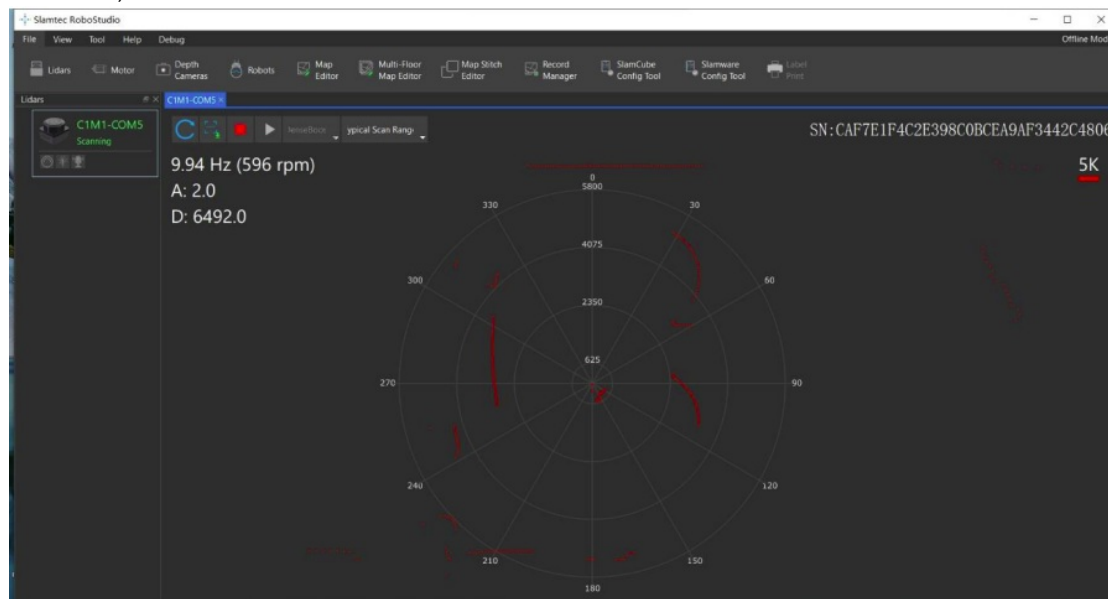 Slamtec RoboStudio
File View Tool Help Debug
Offline Mod
Lidars
Motor
Depth Cameras
Robots
Map Editor
Multi-Floor Map Editor
Map Stitch Editor
Record Manager
SlamCube Config Tool
Slamware Config Tool
Label Print
Lidars
C1M1-COM5
C1M1-COM5
Scanning
ypical Scan Rang
SN:CAF7E1F4C2E398C0BCEA9AF3442C4806
9.94 Hz (596 rpm)
5K
A: 2.0
D: 6492.0
0
5800
330
30
4075
300
60
2350
625
270
90
240
120
210
150
180